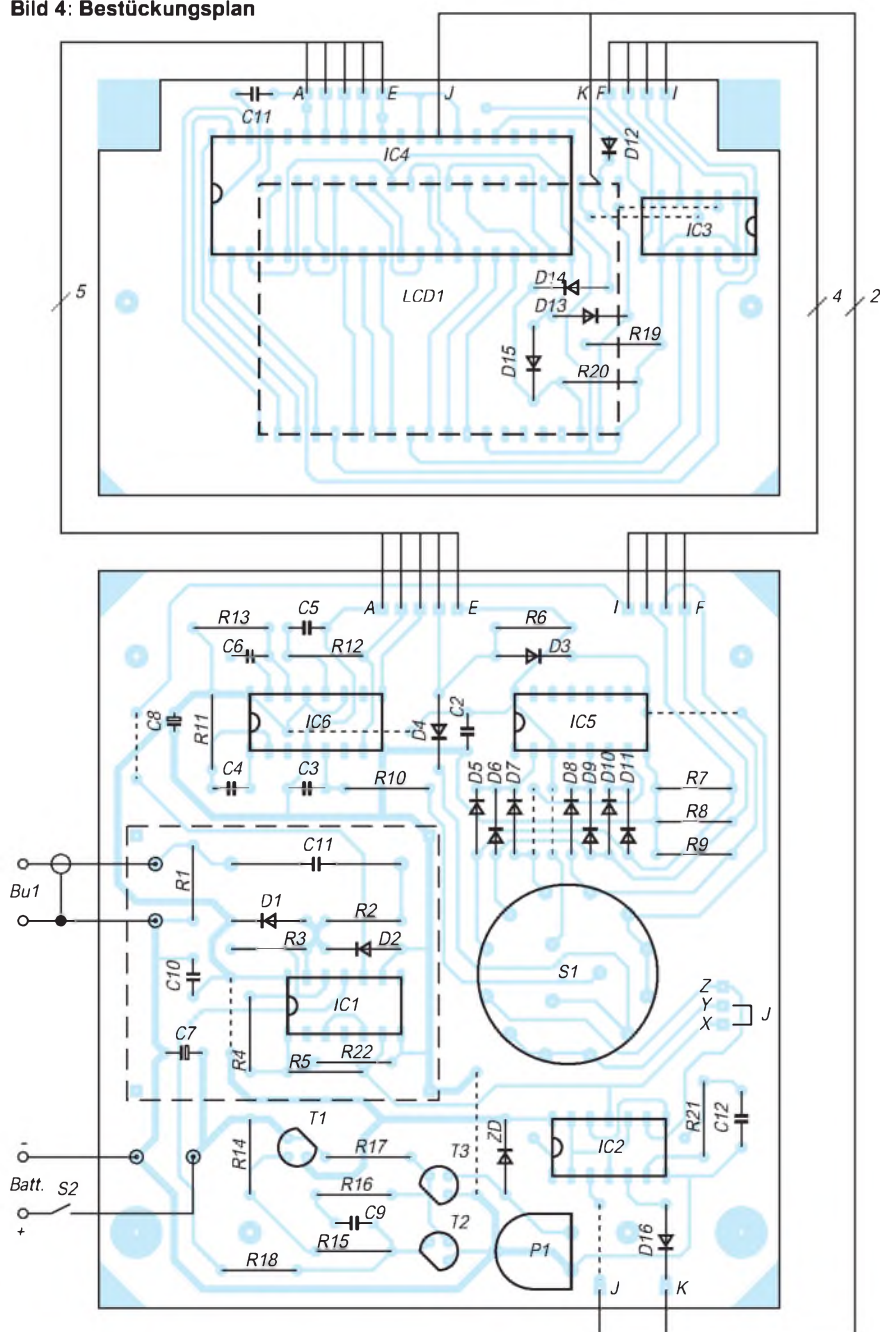 Bild 4: Bestückungsplan
C11 A E J K F I
IC4 D12
IC3
D14
LCD1
D13
5 4 2
R19
D15
R20
A E I F
R13 C5 R6
C6 R12 D3
C8 R11 IC6 D4 C2 IC5
C4 C3 R10 D5 D6 D7 D8 D9 D10 D11 R7
R8
R9
C11
Bu1 R1
D1 R2
R3 D2
C10 S1
IC1 Z
Y
X J
C7 R4 R5 R22
T1 ZD IC2 R21 C12
-
R14 R17 T3
Batt. S2 R16
+
C9 T2
R15 P1 D16
R18
J K